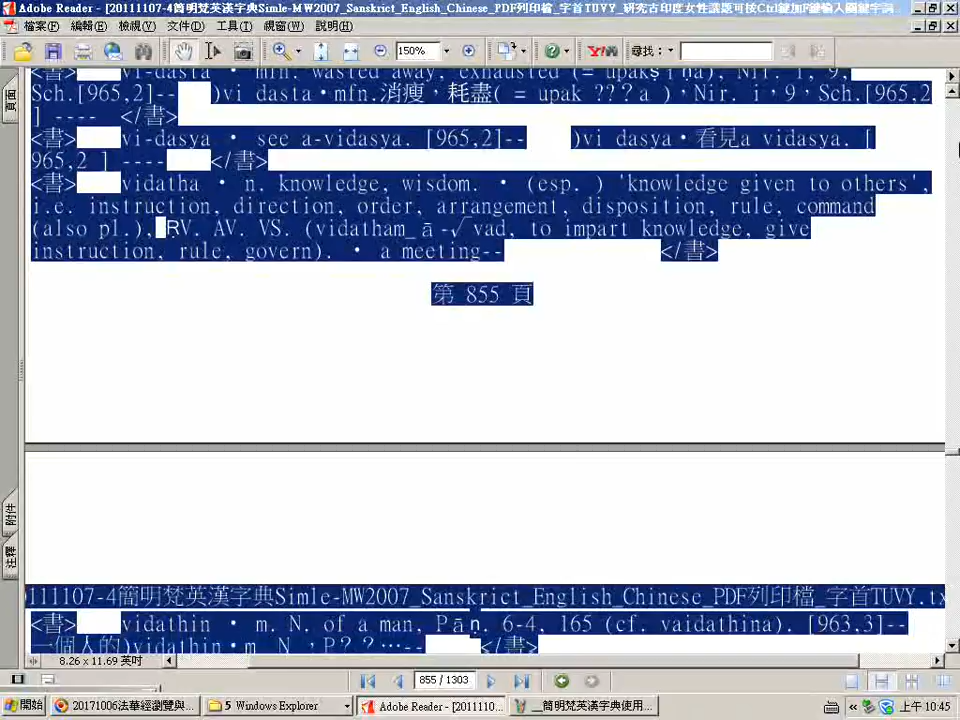 Adobe Reader - [20111107-4簡明梵英漢字典Simle-MW2007_Sanskrict_English_Chinese_PDF列印檔_字首TUVY_研究古印度女性議題可按Ctrl鍵加F鍵輸入關鍵字詞
檔案(F) 編輯(E) 檢視(V) 文件(D) 工具(T) 視窗(W) 說明(H)
150% Y! 尋找:
頁面
<書> vi-dasta • mfn. wasted away, exhausted (= upakṣīṇa), Nir. i, 9,
Sch.[965,2]-- )vi dasta•mfn.消瘦，耗盡( = upak ???a )，Nir. i，9，Sch.[965,2
] ---- </書>
<書> vi-dasya • see a-vidasya. [965,2]-- )vi dasya•看見a vidasya. [
965,2 ] ---- </書>
<書> vidatha • n. knowledge, wisdom. • (esp. ) 'knowledge given to others',
i.e. instruction, direction, order, arrangement, disposition, rule, command
(also pl.), RV. AV. VS. (vidatham_ ā-√ vad, to impart knowledge, give
instruction, rule, govern). • a meeting-- </書>
第 855 頁
附件
註釋
111107-4簡明梵英漢字典Simle-MW2007_Sanskrict_English_Chinese_PDF列印檔_字首TUVY.tx
<書> vidathin • m. N. of a man, Pāṇ. 6-4, 165 (cf. vaidathina). [963,3]--
一個人的)vidathin•m. N.，P??…-- </書>
8.26 x 11.69 英吋
855 / 1303
開始 20171006法華經瀏覽與... 5 Windows Explorer Adobe Reader - [2011110... __簡明梵英漢字典使用... 上午 10:45